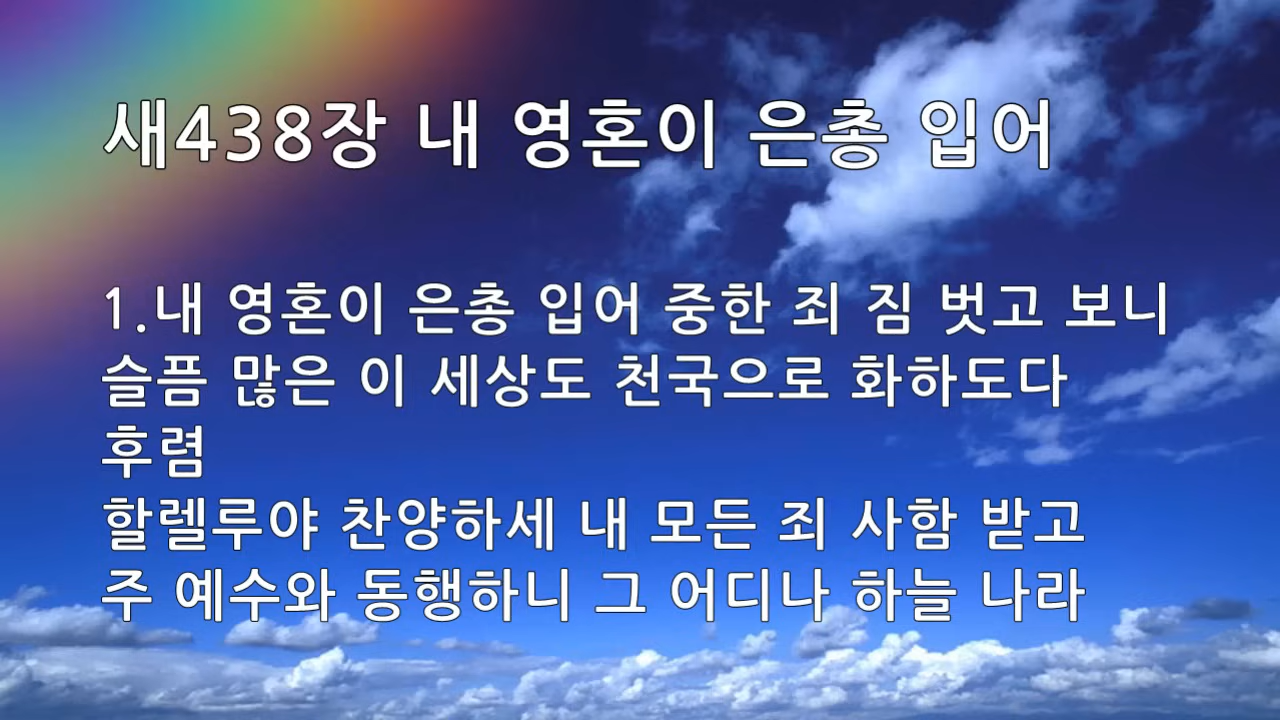 새438장 내 영혼이 은총 입어
1.내 영혼이 은총 입어 중한 죄 짐 벗고 보니
슬픔 많은 이 세상도 천국으로 화하도다
후렴
할렐루야 찬양하세 내 모든 죄 사함 받고
주 예수와 동행하니 그 어디나 하늘 나라